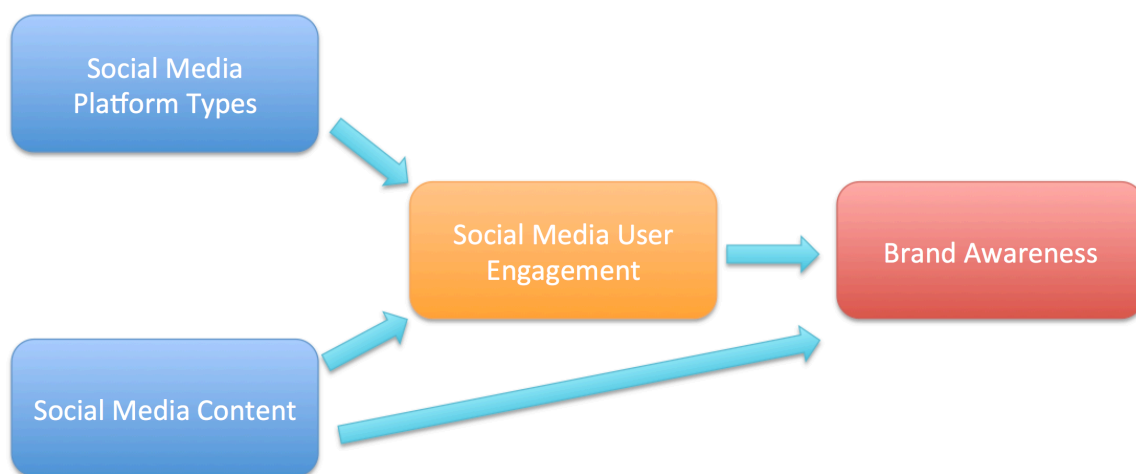 Social Media
Platform Types
Social Media User
Engagement
Brand Awareness
Social Media Content